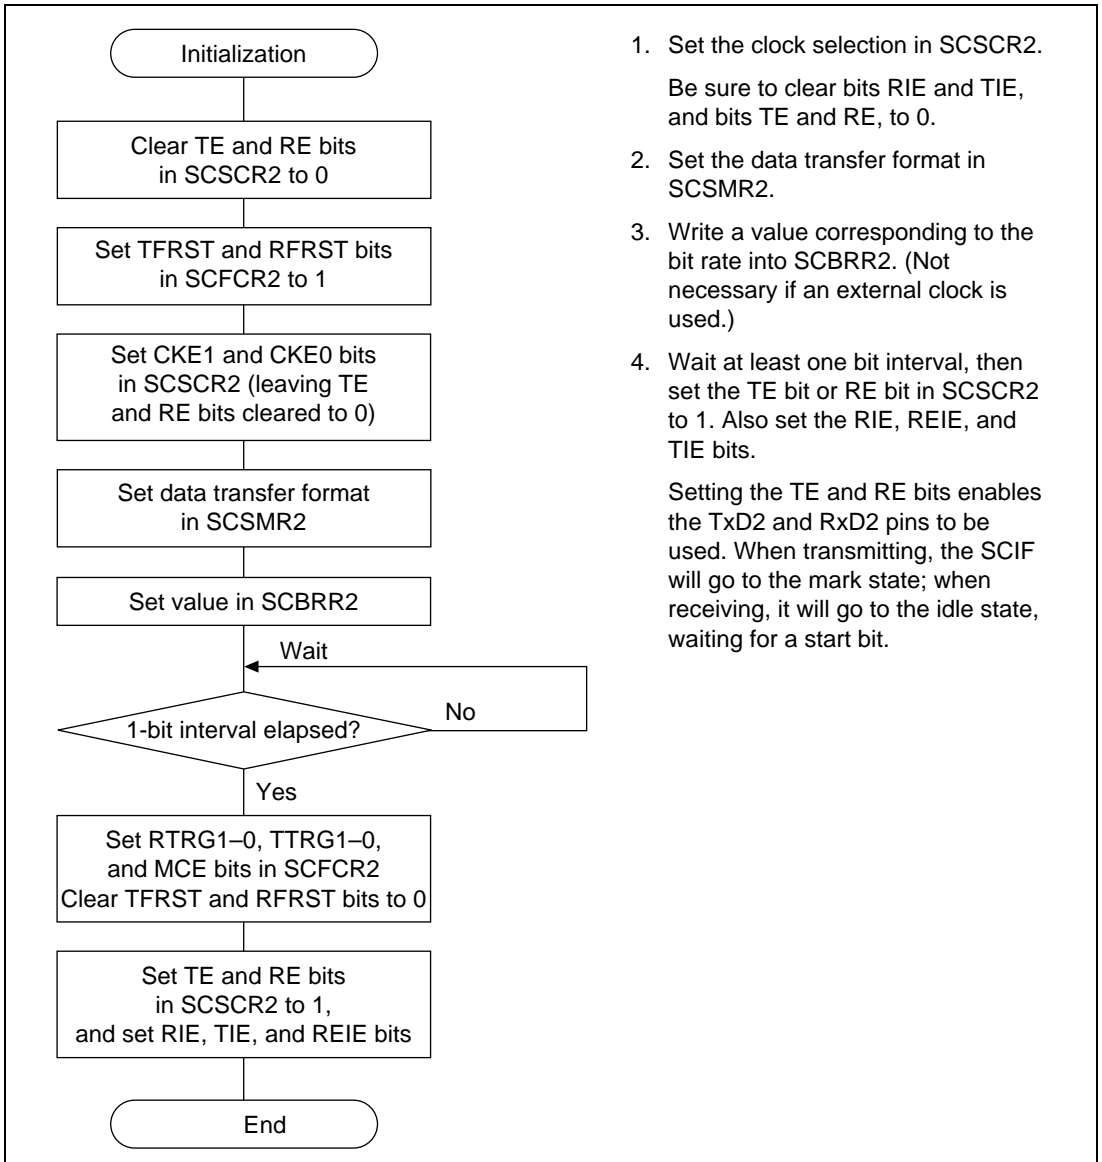 Initialization
Clear TE and RE bits
in SCSCR2 to 0
Set TFRST and RFRST bits
in SCFCR2 to 1
Set CKE1 and CKE0 bits
in SCSCR2 (leaving TE
and RE bits cleared to 0)
Set data transfer format
in SCSMR2
Set value in SCBRR2
Wait
1-bit interval elapsed?
No
Yes
Set RTRG1–0, TTRG1–0,
and MCE bits in SCFCR2
Clear TFRST and RFRST bits to 0
Set TE and RE bits
in SCSCR2 to 1,
and set RIE, TIE, and REIE bits
End
1. Set the clock selection in SCSCR2.
Be sure to clear bits RIE and TIE,
and bits TE and RE, to 0.
2. Set the data transfer format in
SCSMR2.
3. Write a value corresponding to the
bit rate into SCBRR2. (Not
necessary if an external clock is
used.)
4. Wait at least one bit interval, then
set the TE bit or RE bit in SCSCR2
to 1. Also set the RIE, REIE, and
TIE bits.
Setting the TE and RE bits enables
the TxD2 and RxD2 pins to be
used. When transmitting, the SCIF
will go to the mark state; when
receiving, it will go to the idle state,
waiting for a start bit.